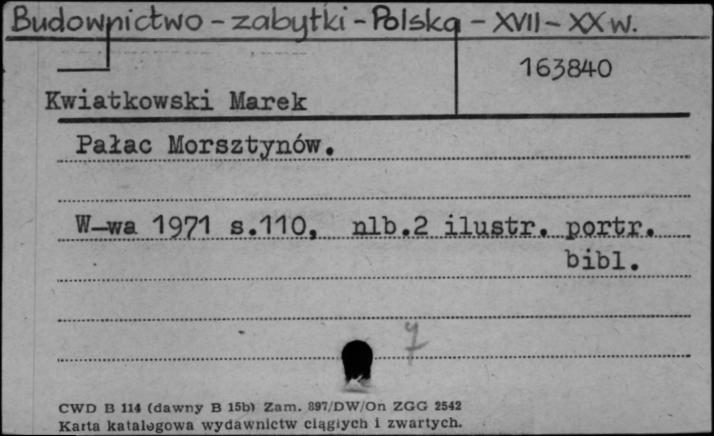 Budownictwo - zabytki - Polska - XVII - XX w.
163840
Kwiatkowski Marek
Pałac Morsztynów.
W-wa 1971 s.110, nlb.2 ilustr. portr.
bibl.
7
CWD B 114 (dawny B 15b) Zam. 897/DW/On ZGG 2542
Karta katalogowa wydawnictw ciągłych i zwartych.